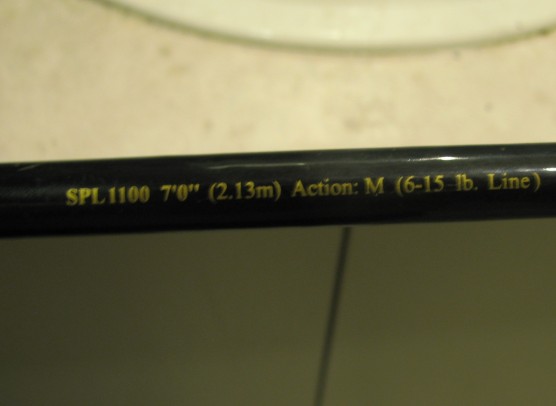 SPL1100 7'0" (2.13m) Action: M (6-15 lb. Line)